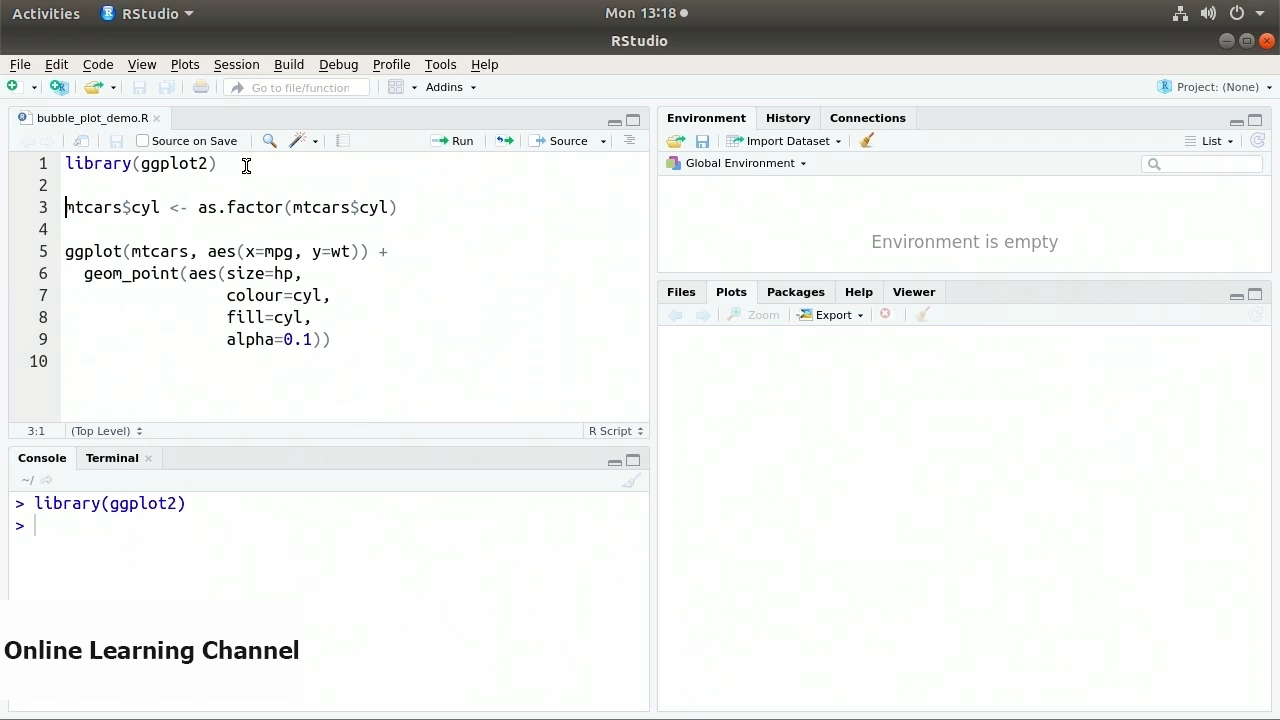 Activities RStudio Mon 13:18
RStudio
File Edit Code View Plots Session Build Debug Profile Tools Help
Go to file/function Addins Project: (None)
bubble_plot_demo.R
Source on Save Run Source
1 library(ggplot2)
2
3 mtcars$cyl <- as.factor(mtcars$cyl)
4
5 ggplot(mtcars, aes(x=mpg, y=wt)) +
6 geom_point(aes(size=hp,
7 colour=cyl,
8 fill=cyl,
9 alpha=0.1))
10
3:1 (Top Level) R Script
Console Terminal
~/
> library(ggplot2)
>
Online Learning Channel
Environment History Connections
Import Dataset List
Global Environment
Environment is empty
Files Plots Packages Help Viewer
Zoom Export